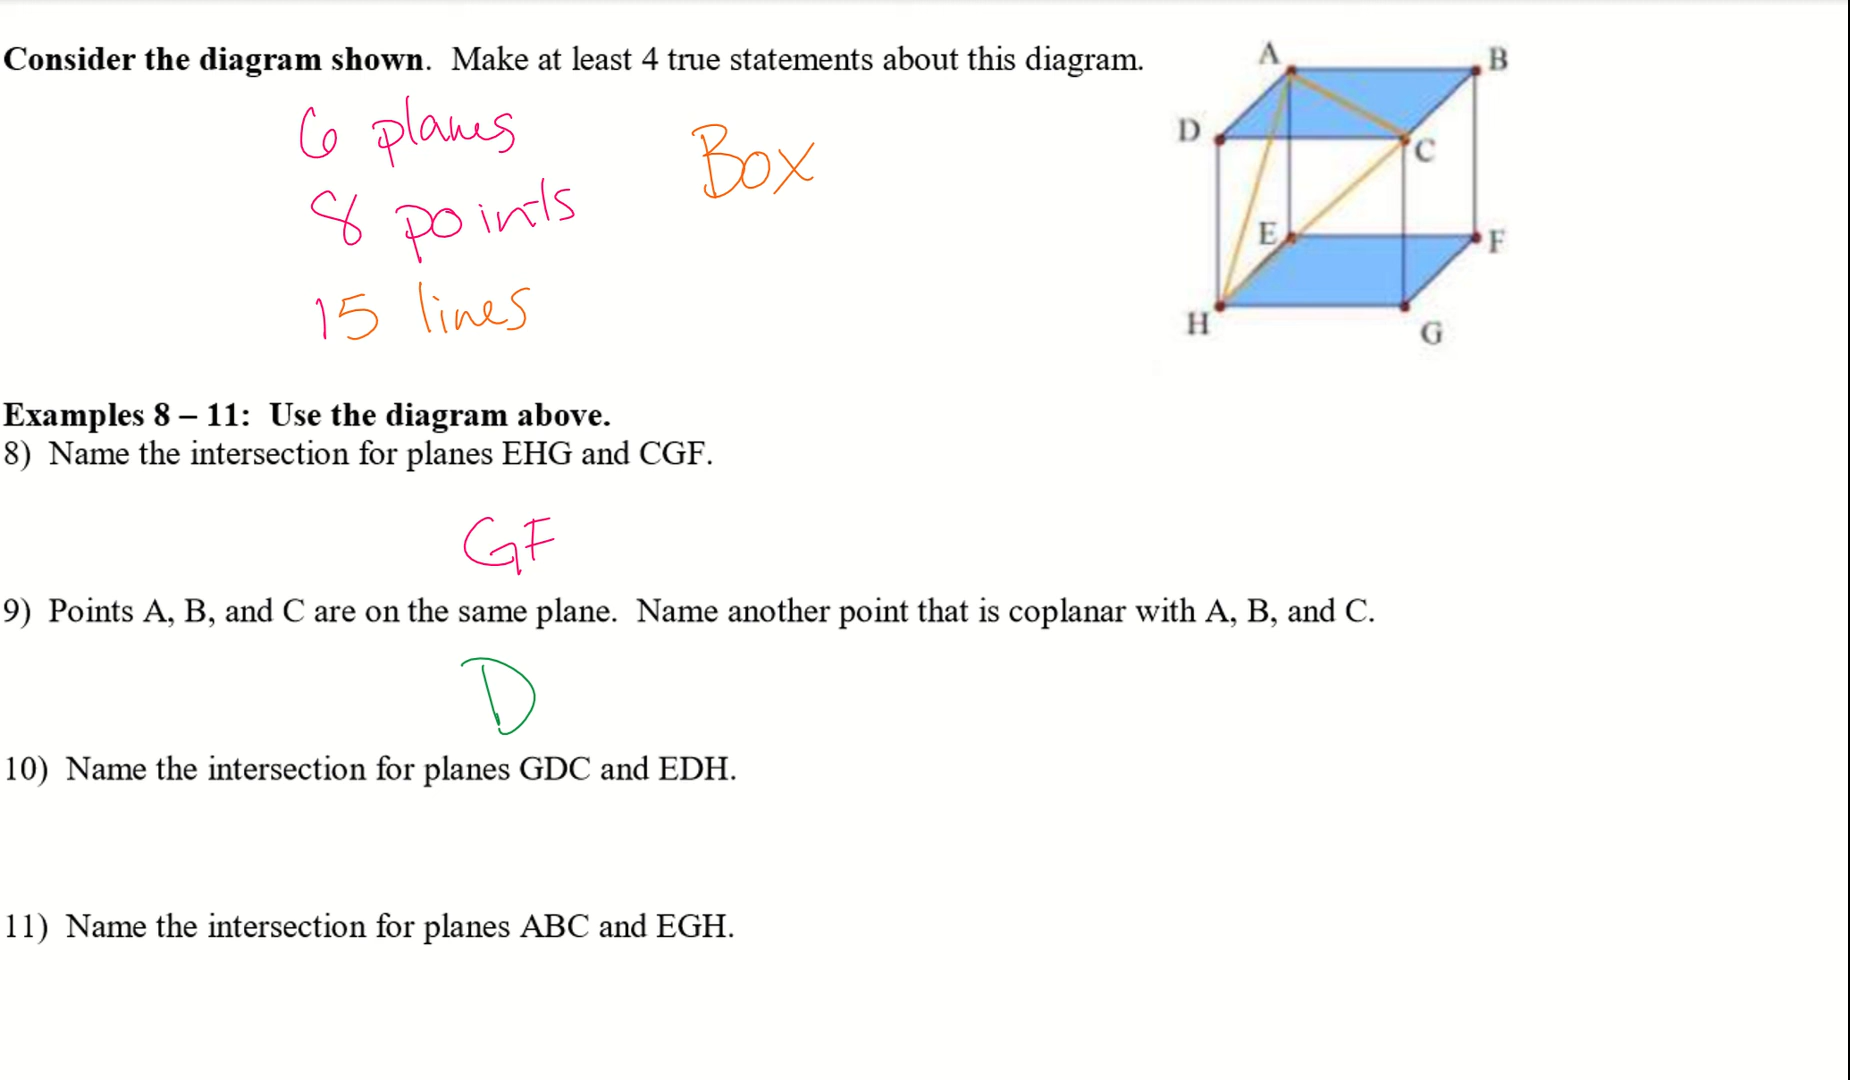 Consider the diagram shown. Make at least 4 true statements about this diagram.
6 planes
Box
8 points
15 lines
A
B
D
C
E
F
H
G
Examples 8 – 11: Use the diagram above.
8) Name the intersection for planes EHG and CGF.
GF
9) Points A, B, and C are on the same plane. Name another point that is coplanar with A, B, and C.
D
10) Name the intersection for planes GDC and EDH.
11) Name the intersection for planes ABC and EGH.